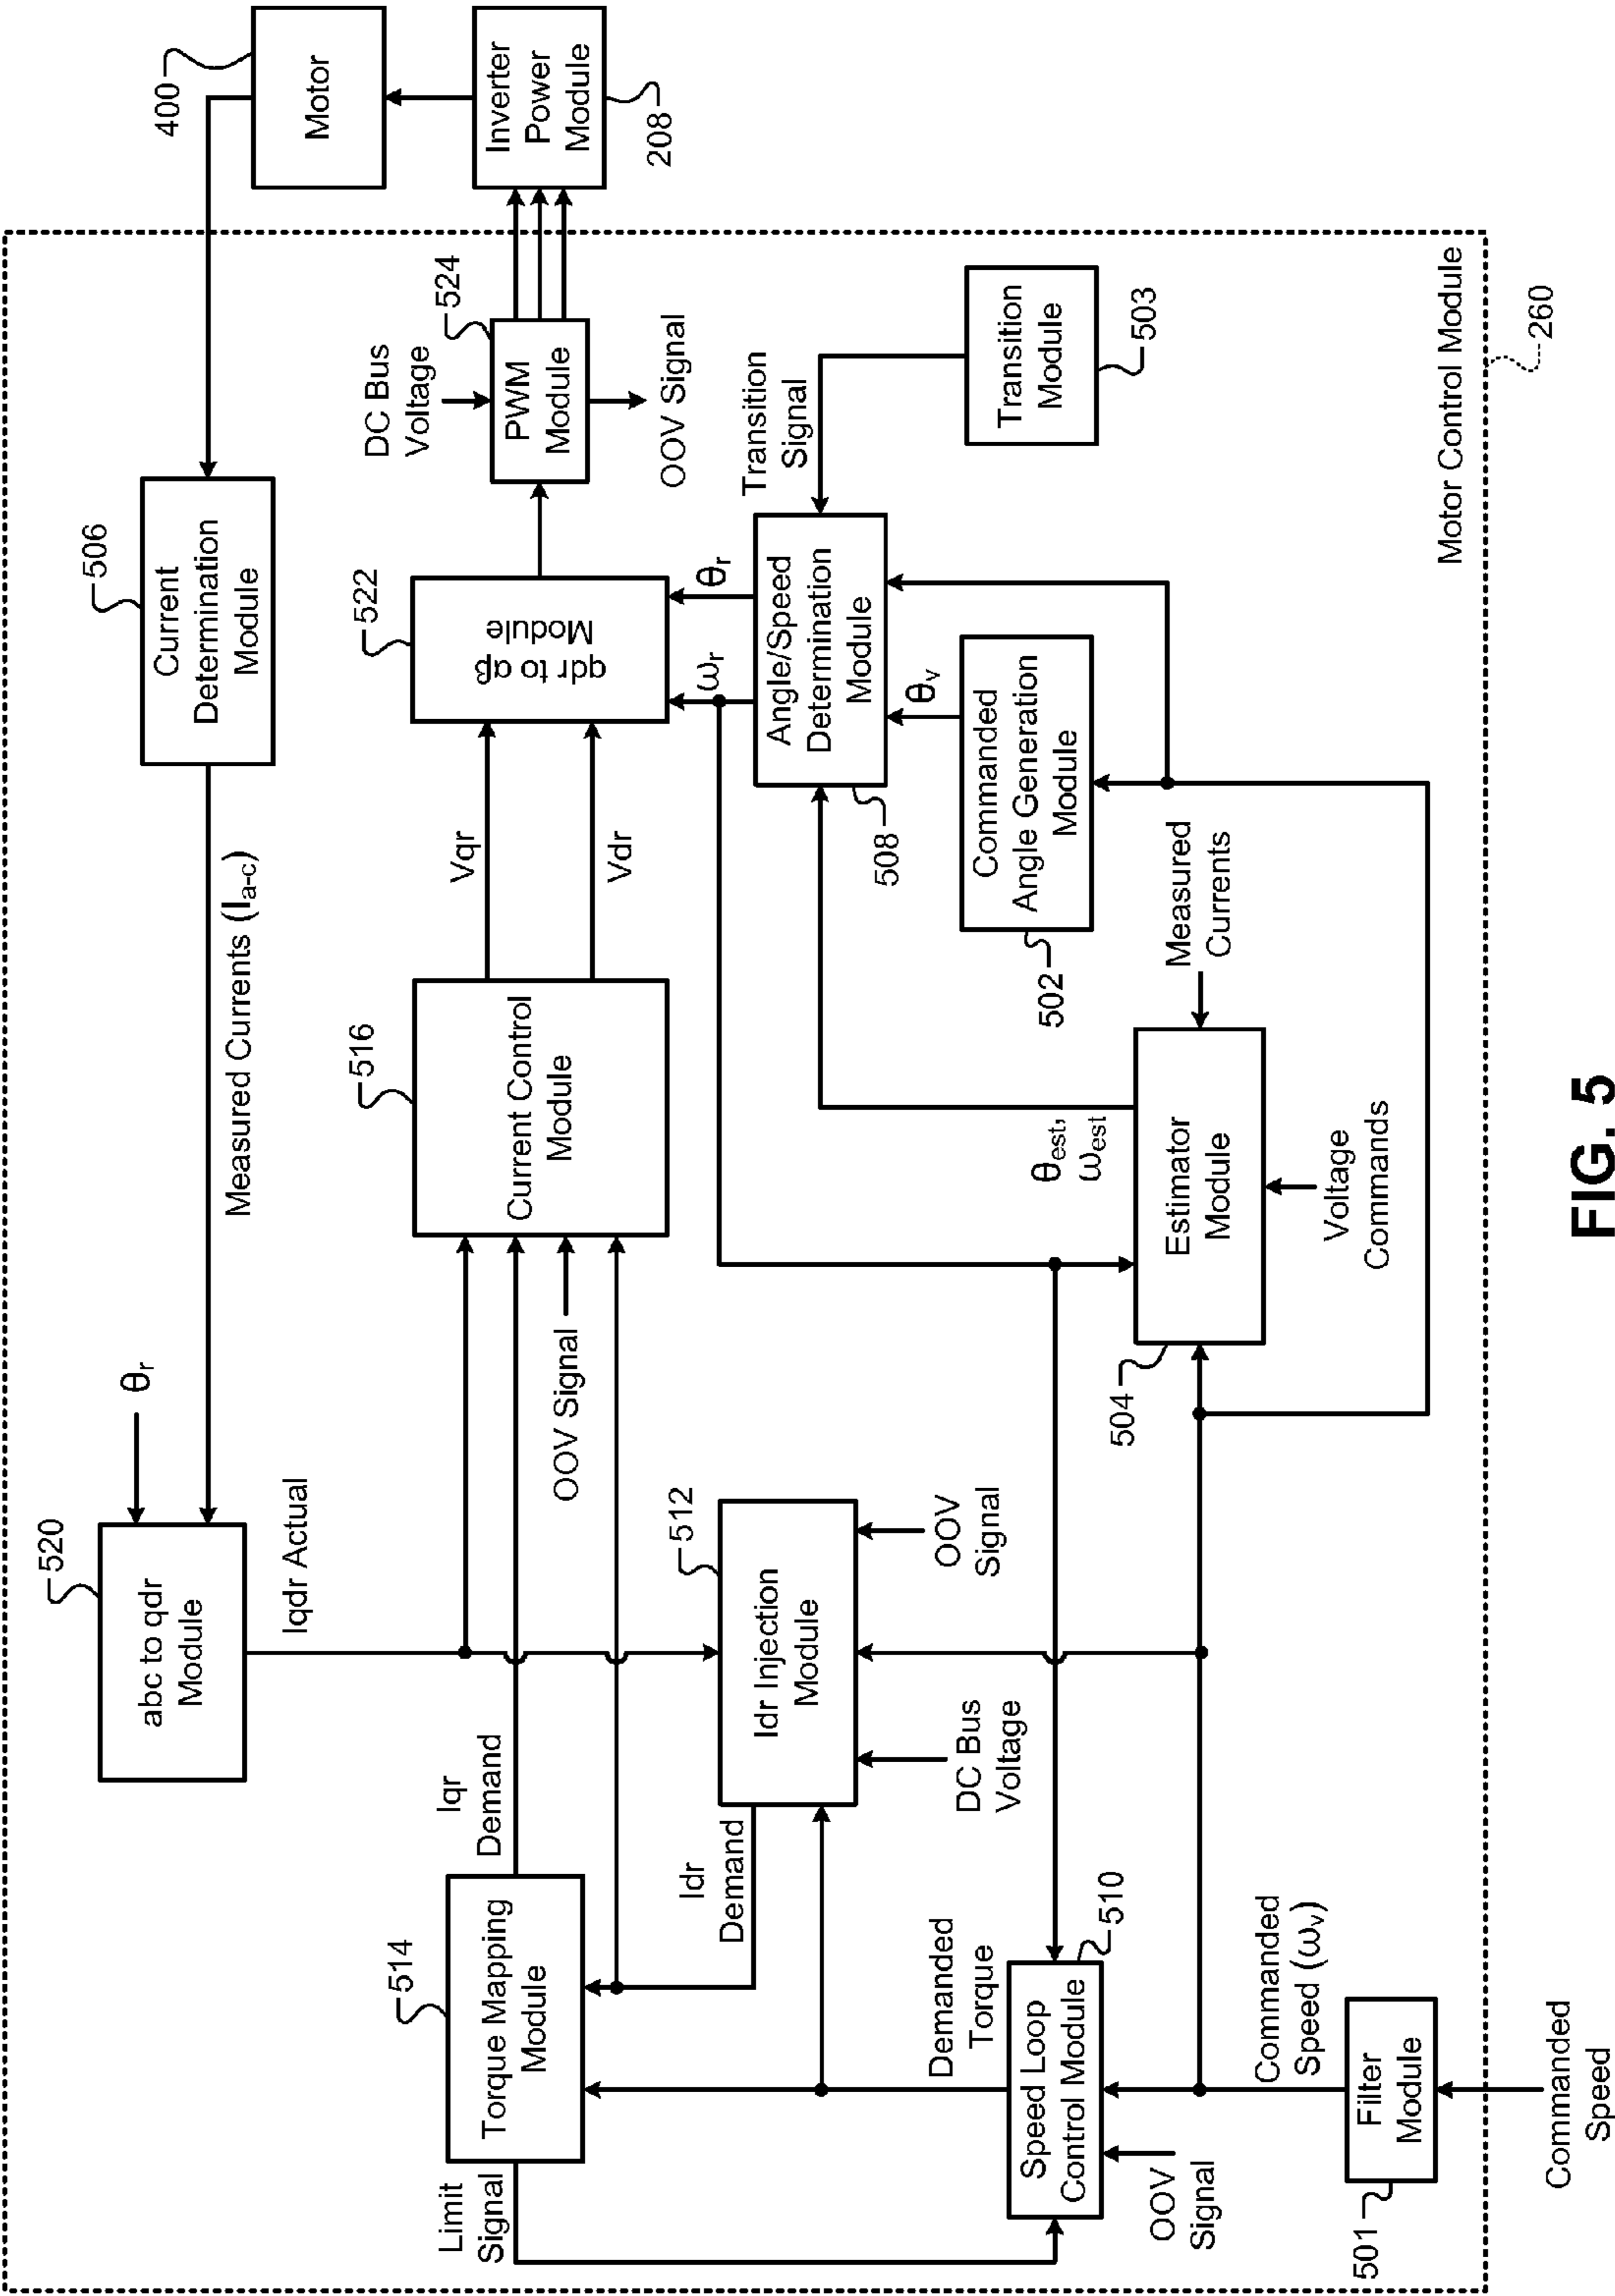 400
Motor
Inverter
Power
Module
208
506
Current
Determination
Module
Measured Currents (Ia-c)
θr
520
abc to qdr
Module
Iqdr Actual
DC Bus
Voltage
524
PWM
Module
OOV Signal
522
qdr to αβ
Module
Vqr
Vdr
516
Current Control
Module
OOV Signal
Iqr
Demand
514
Torque Mapping
Module
Limit
Signal
Idr
Demand
512
Idr Injection
Module
OOV
Signal
DC Bus
Voltage
ωr
θr
Transition
Signal
Angle/Speed
Determination
Module
508
θv
Transition
Module
503
Commanded
Angle Generation
Module
502
θest,
ωest
Measured
Currents
Estimator
Module
504
Voltage
Commands
Demanded
Torque
Speed Loop
Control Module
510
OOV
Signal
Commanded
Speed (ωv)
Filter
Module
501
Commanded
Speed
Motor Control Module
260
FIG. 5